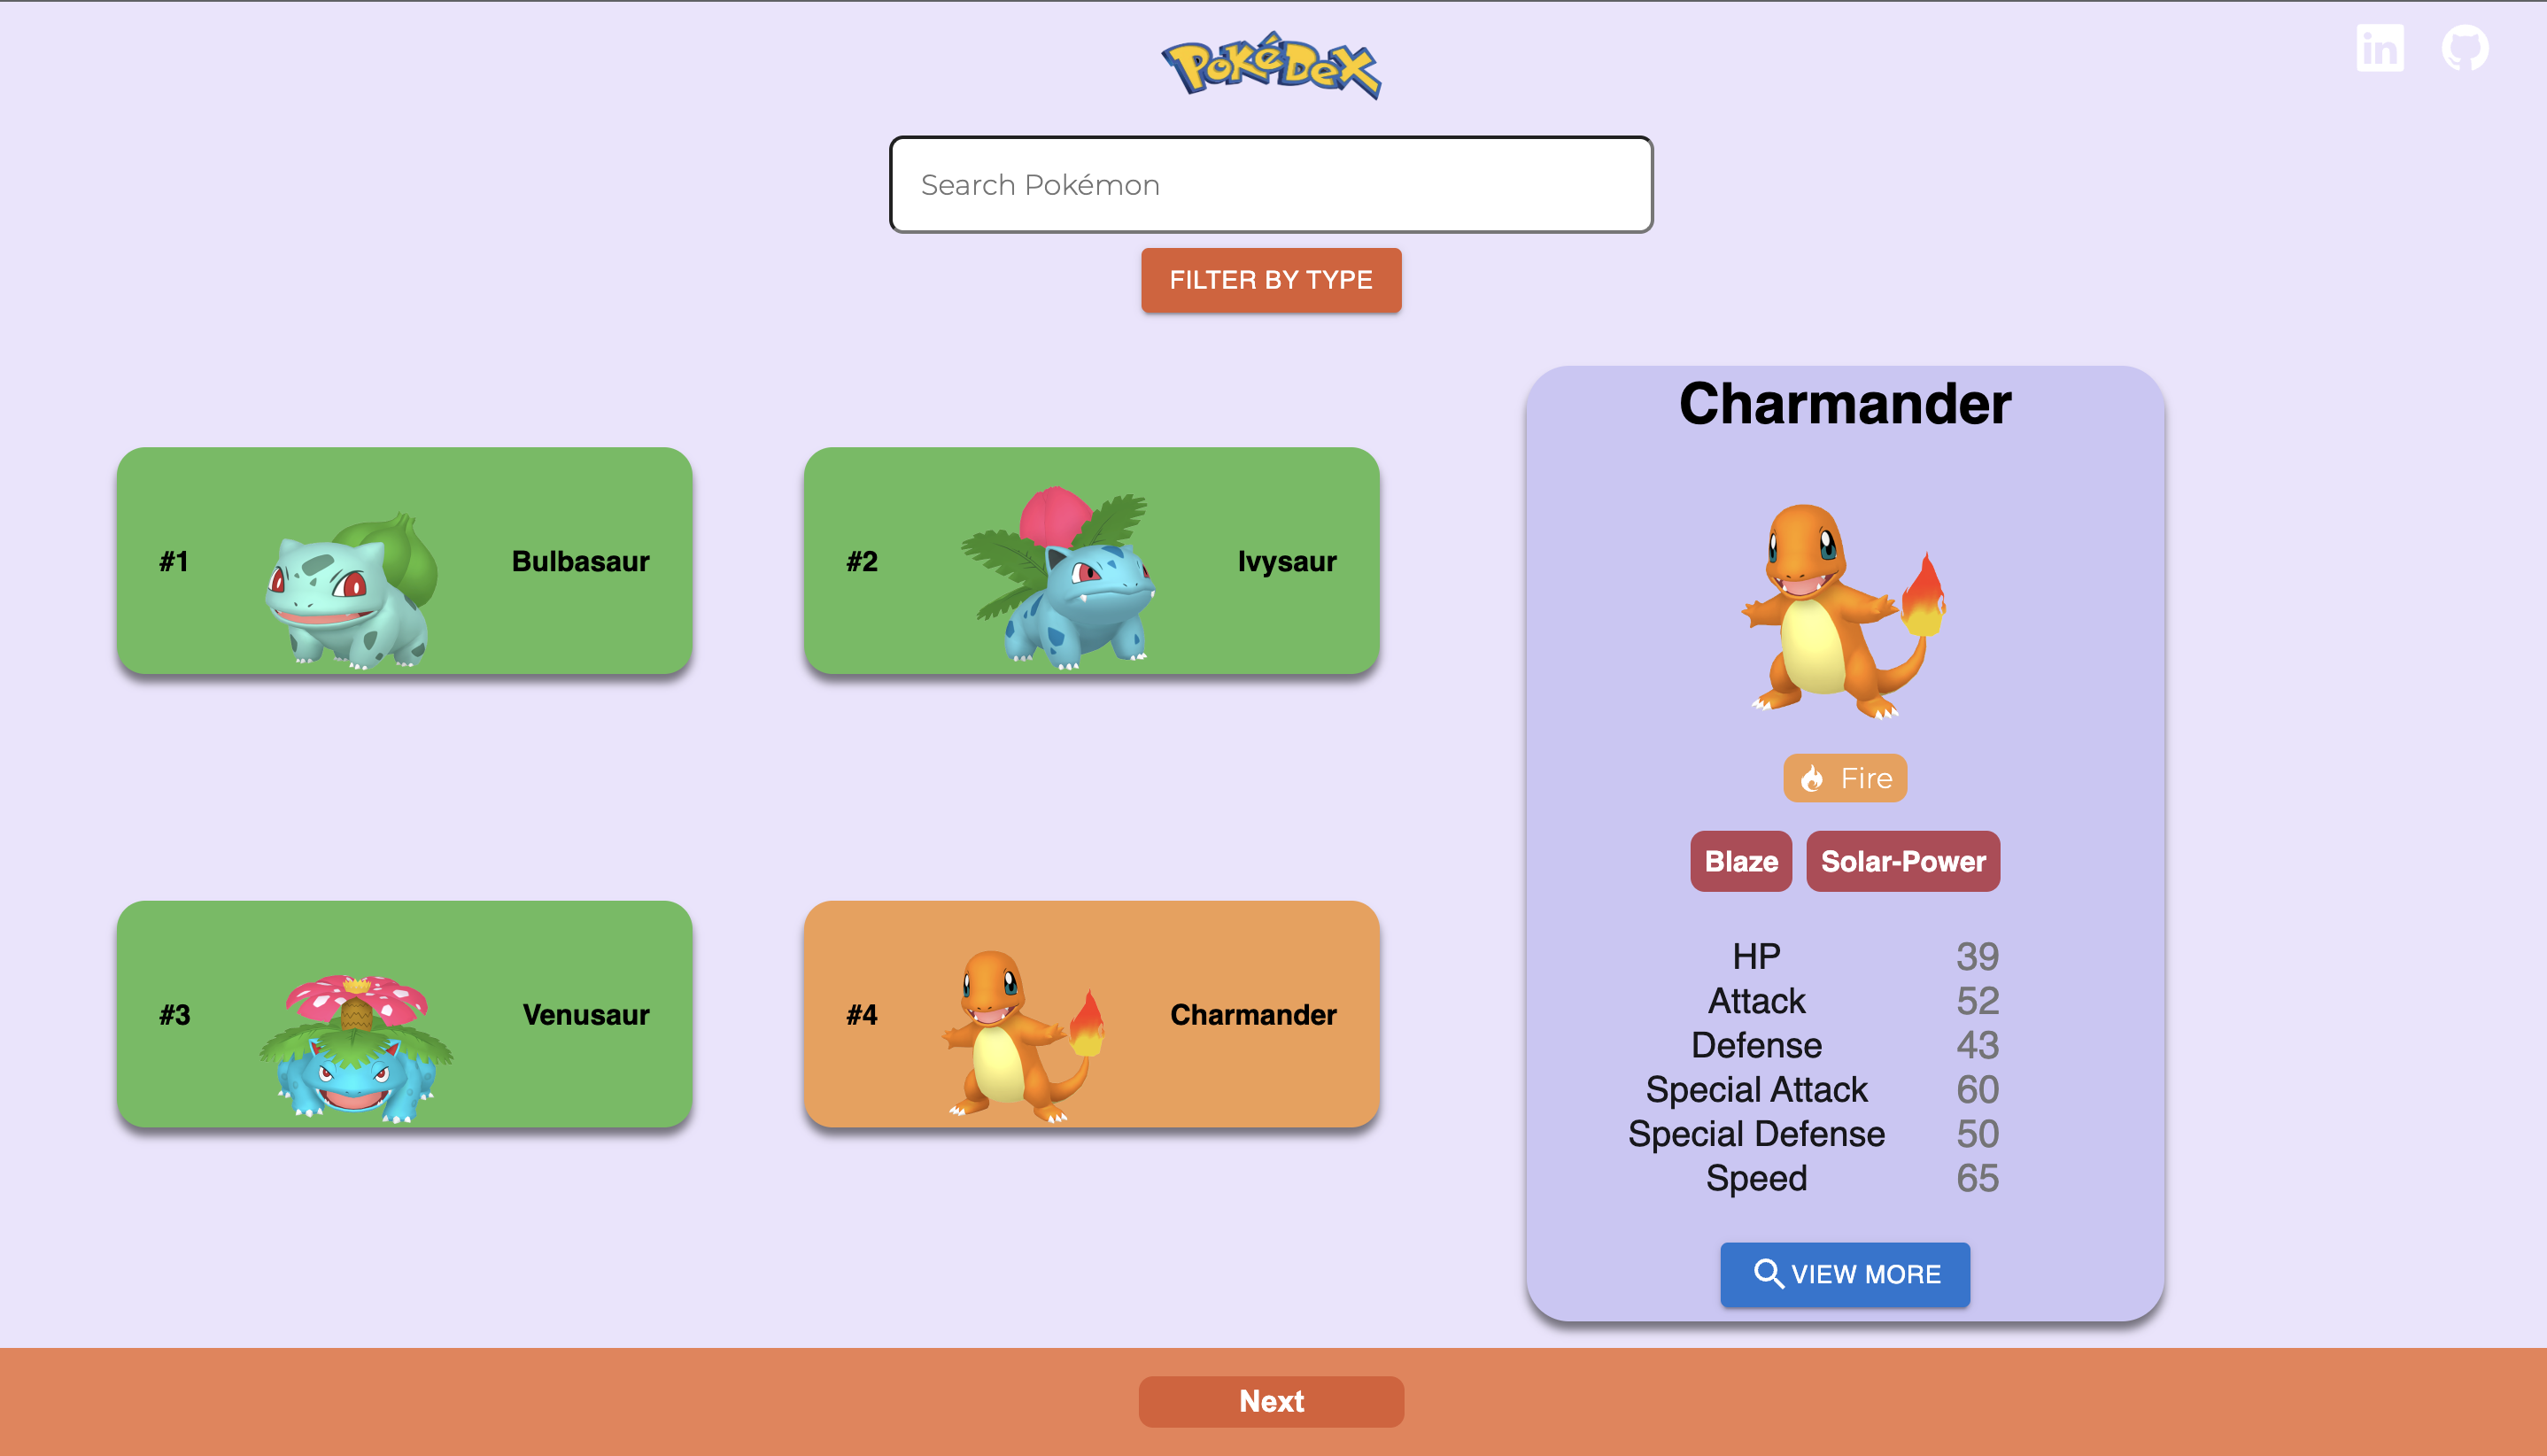 PokéDex
in
Search Pokémon
FILTER BY TYPE
#1
Bulbasaur
#2
Ivysaur
#3
Venusaur
#4
Charmander
Charmander
Fire
Blaze
Solar-Power
HP 39
Attack 52
Defense 43
Special Attack 60
Special Defense 50
Speed 65
VIEW MORE
Next